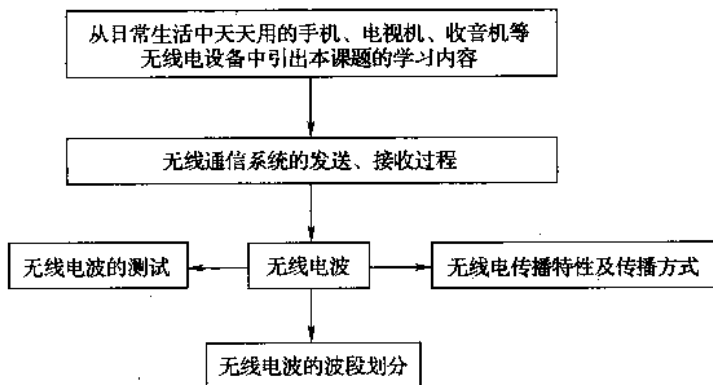 从日常生活中天天用的手机、电视机、收音机等
无线电设备中引出本课题的学习内容
无线通信系统的发送、接收过程
无线电波的测试
无线电波
无线电传播特性及传播方式
无线电波的波段划分